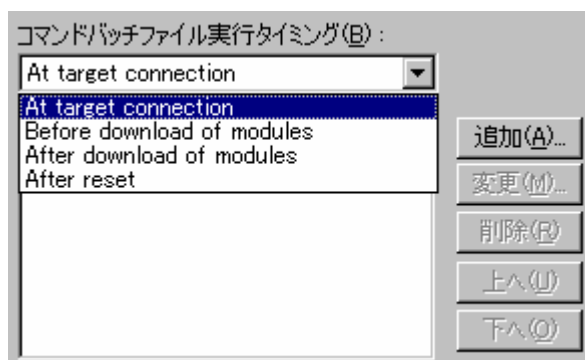 コマンドバッチファイル実行タイミング(B) :
At target connection
At target connection
Before download of modules
After download of modules
After reset
追加(A)...
変更(M)...
削除(R)
上へ(U)
下へ(O)